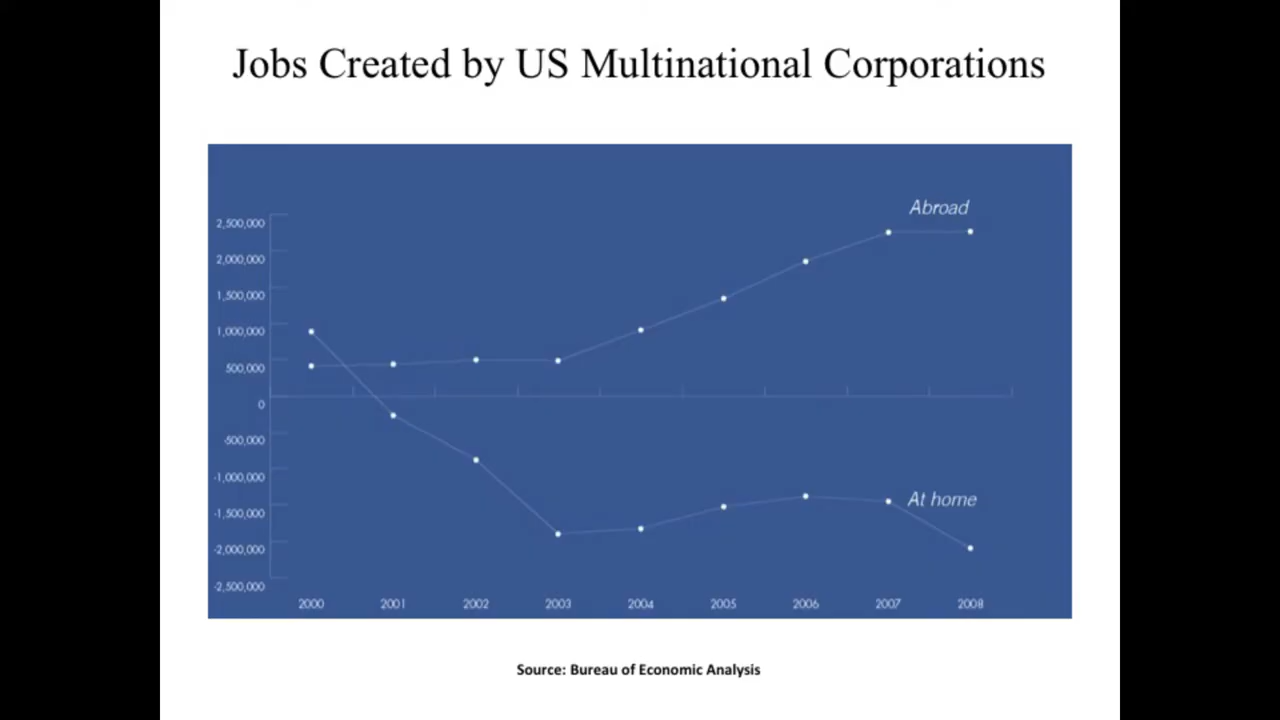 Jobs Created by US Multinational Corporations
Abroad
2,500,000
2,000,000
1,500,000
1,000,000
500,000
0
-500,000
-1,000,000
-1,500,000
-2,000,000
-2,500,000
At home
2000 2001 2002 2003 2004 2005 2006 2007 2008
Source: Bureau of Economic Analysis